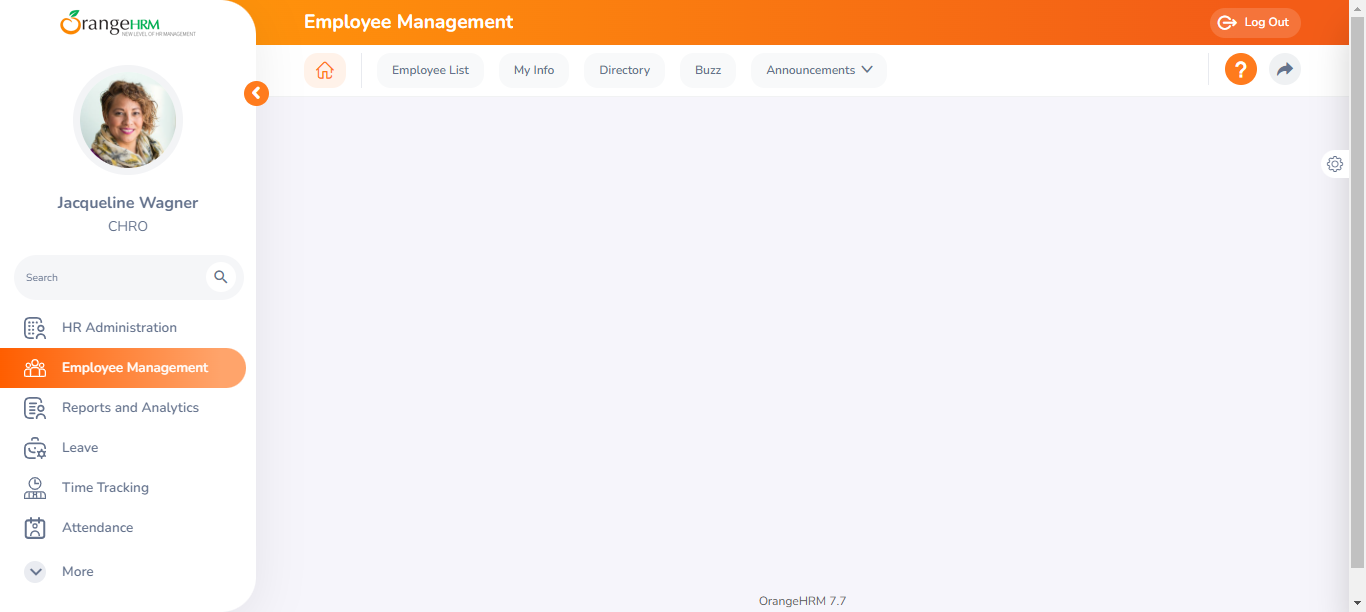 OrangeHRM
NEW LEVEL OF HR MANAGEMENT
Employee Management
Log Out
Employee List
My Info
Directory
Buzz
Announcements
?
Jacqueline Wagner
CHRO
Search
HR Administration
Employee Management
Reports and Analytics
Leave
Time Tracking
Attendance
More
OrangeHRM 7.7